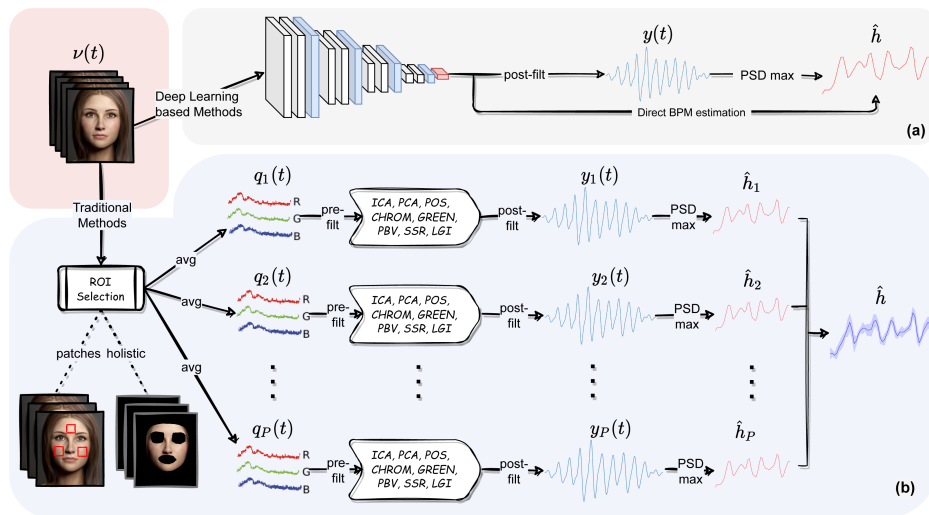 ν(t)
Deep Learning
based Methods
post-filt
y(t)
PSD max
ĥ
Direct BPM estimation
(a)
Traditional
Methods
ROI
Selection
patches holistic
avg
avg
avg
q₁(t)
R
G
B
pre-
filt
ICA, PCA, POS,
CHROM, GREEN,
PBV, SSR, LGI
post-
filt
y₁(t)
PSD
max
ĥ₁
q₂(t)
R
G
B
pre-
filt
ICA, PCA, POS,
CHROM, GREEN,
PBV, SSR, LGI
post-
filt
y₂(t)
PSD
max
ĥ₂
ĥ
q_P(t)
R
G
B
pre-
filt
ICA, PCA, POS,
CHROM, GREEN,
PBV, SSR, LGI
post-
filt
y_P(t)
PSD
max
ĥ_P
(b)